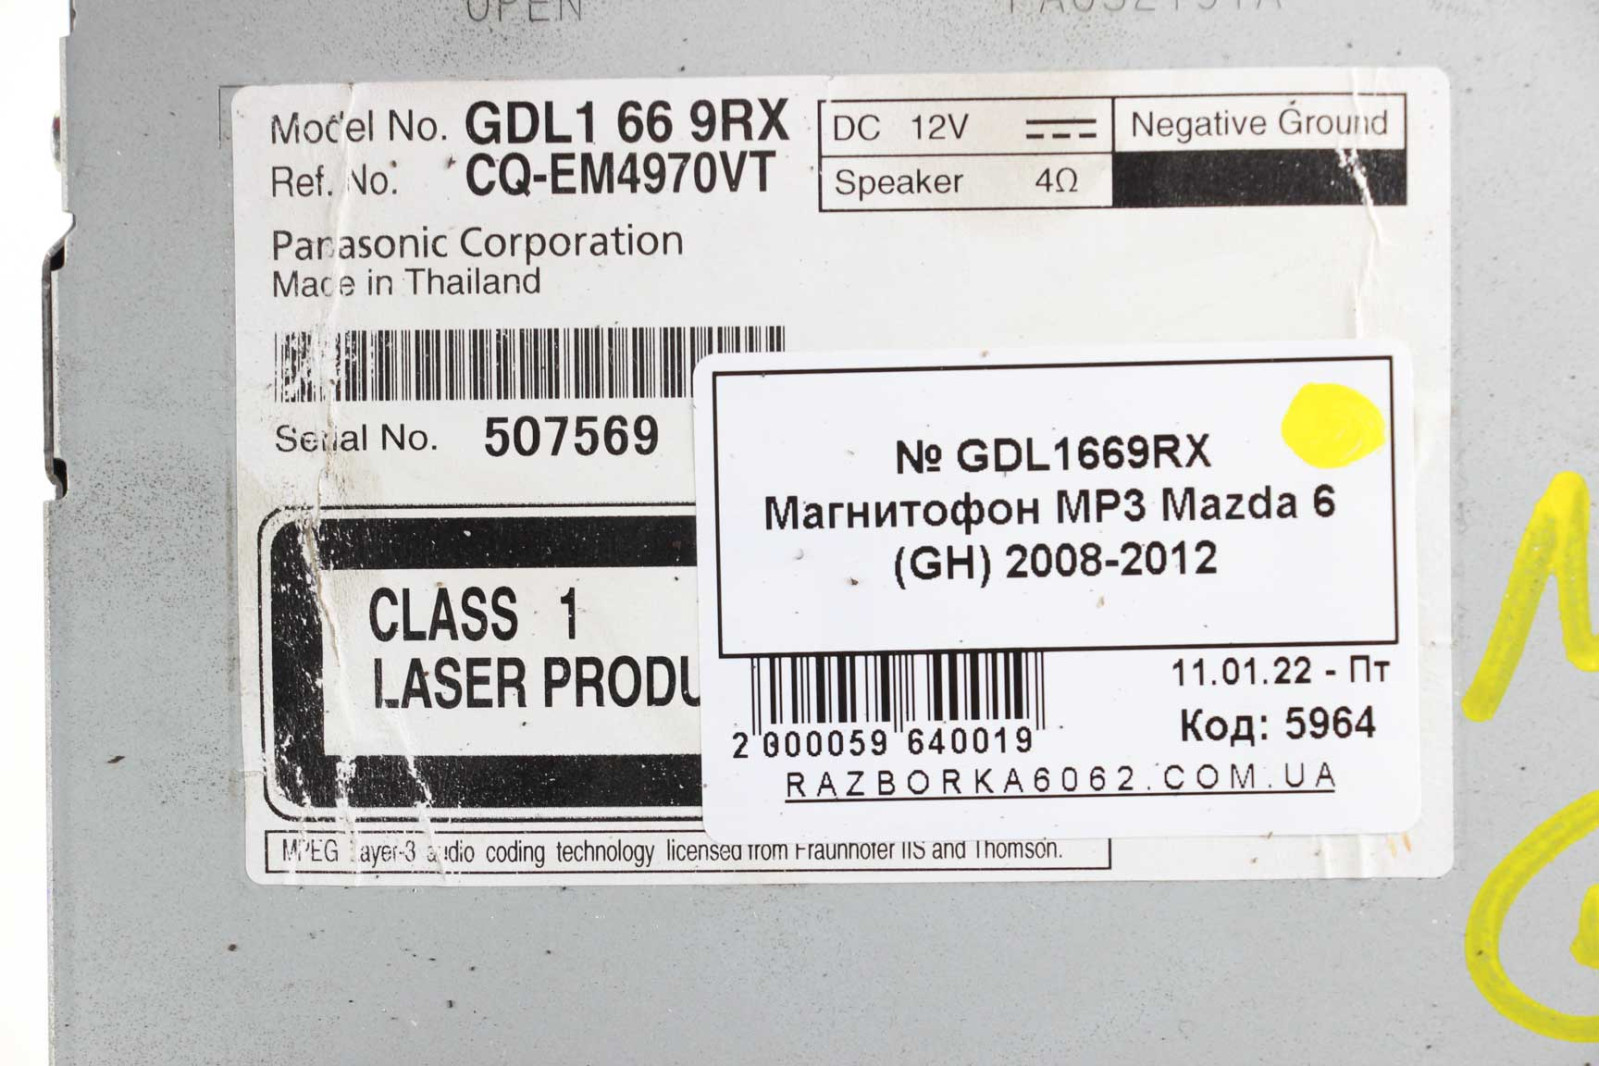 OPEN
Model No. GDL1 66 9RX
Ref. No. CQ-EM4970VT
DC 12V
Negative Ground
Speaker 4Ω
Panasonic Corporation
Made in Thailand
Serial No. 507569
№ GDL1669RX
Магнитофон MP3 Mazda 6
(GH) 2008-2012
CLASS 1
LASER PRODU
11.01.22 - Пт
Код: 5964
2 000059 640019
RAZBORKA6062.COM.UA
MPEG Layer-3 audio coding technology licensed from Fraunhofer IIS and Thomson.